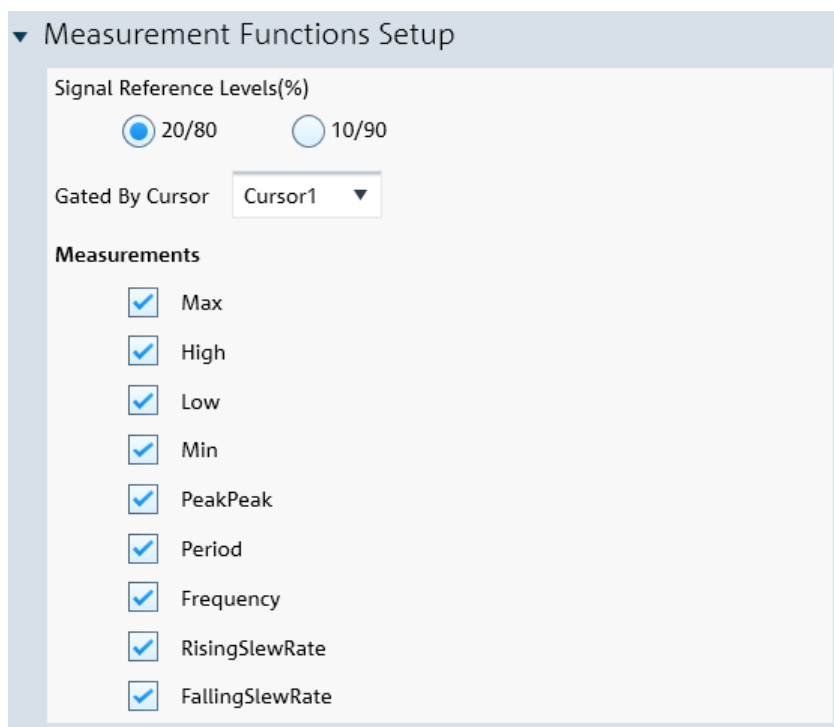 Measurement Functions Setup
Signal Reference Levels(%)
20/80 10/90
Gated By Cursor Cursor1
Measurements
Max
High
Low
Min
PeakPeak
Period
Frequency
RisingSlewRate
FallingSlewRate